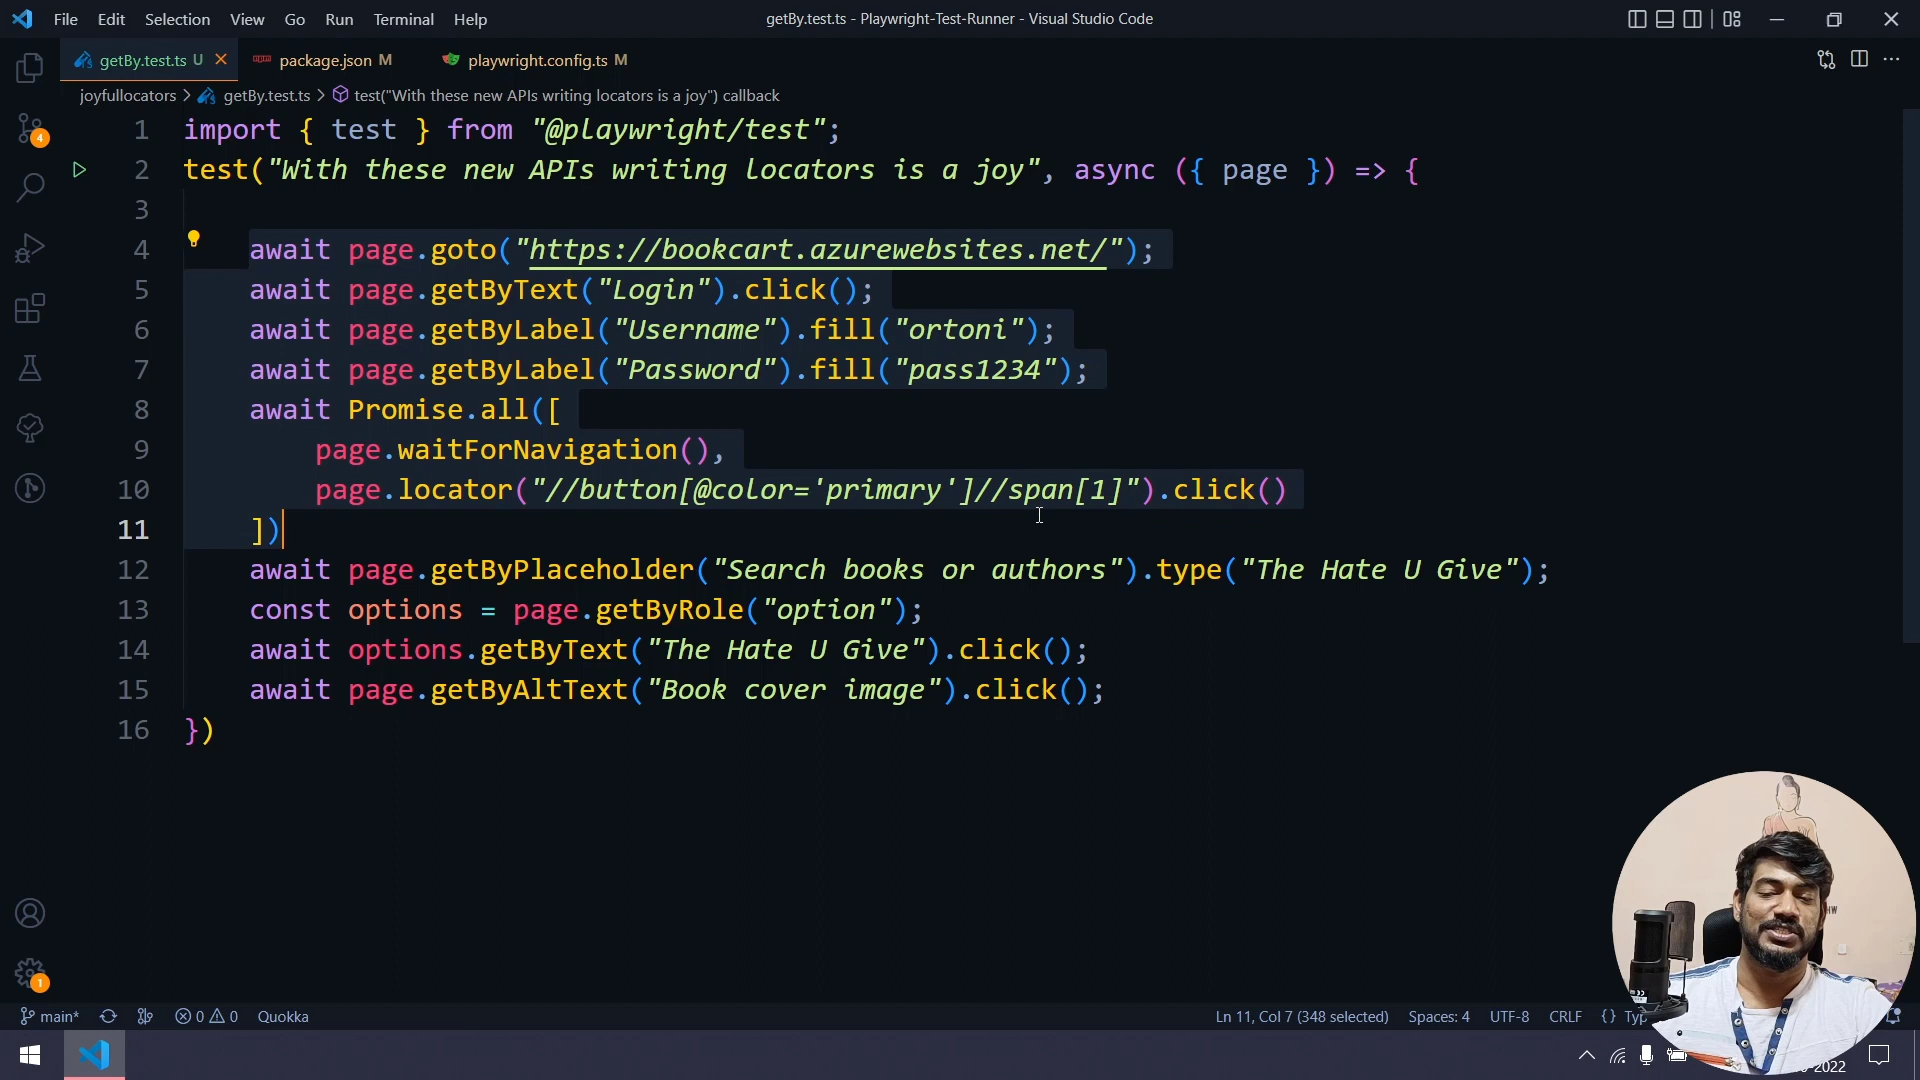 File Edit Selection View Go Run Terminal Help
getBy.test.ts - Playwright-Test-Runner - Visual Studio Code
getBy.test.ts U
package.json M
playwright.config.ts M
joyfullocators > getBy.test.ts > test("With these new APIs writing locators is a joy") callback
1 import { test } from "@playwright/test";
2 test("With these new APIs writing locators is a joy", async ({ page }) => {
3
4 await page.goto("https://bookcart.azurewebsites.net/");
5 await page.getByText("Login").click();
6 await page.getByLabel("Username").fill("ortoni");
7 await page.getByLabel("Password").fill("pass1234");
8 await Promise.all([
9 page.waitForNavigation(),
10 page.locator("//button[@color='primary']//span[1]").click()
11 ])
12 await page.getByPlaceholder("Search books or authors").type("The Hate U Give");
13 const options = page.getByRole("option");
14 await options.getByText("The Hate U Give").click();
15 await page.getByAltText("Book cover image").click();
16 })
4
1
main* 0 0 Quokka
Ln 11, Col 7 (348 selected) Spaces: 4 UTF-8 CRLF {} Typ
-2022